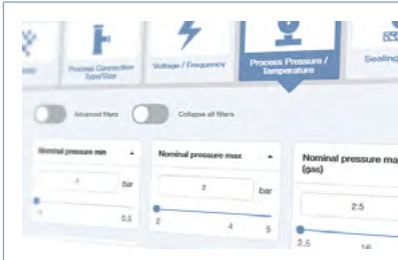 Process Connection
Type/Size
Voltage / Frequency
Process Pressure /
Temperature
Sealing
Advanced filters
Collapse all filters
Nominal pressure min
-1
bar
-1
0.5
Nominal pressure max
2
bar
2
4
5
Nominal pressure ma
(gas)
2.5
2.5
16